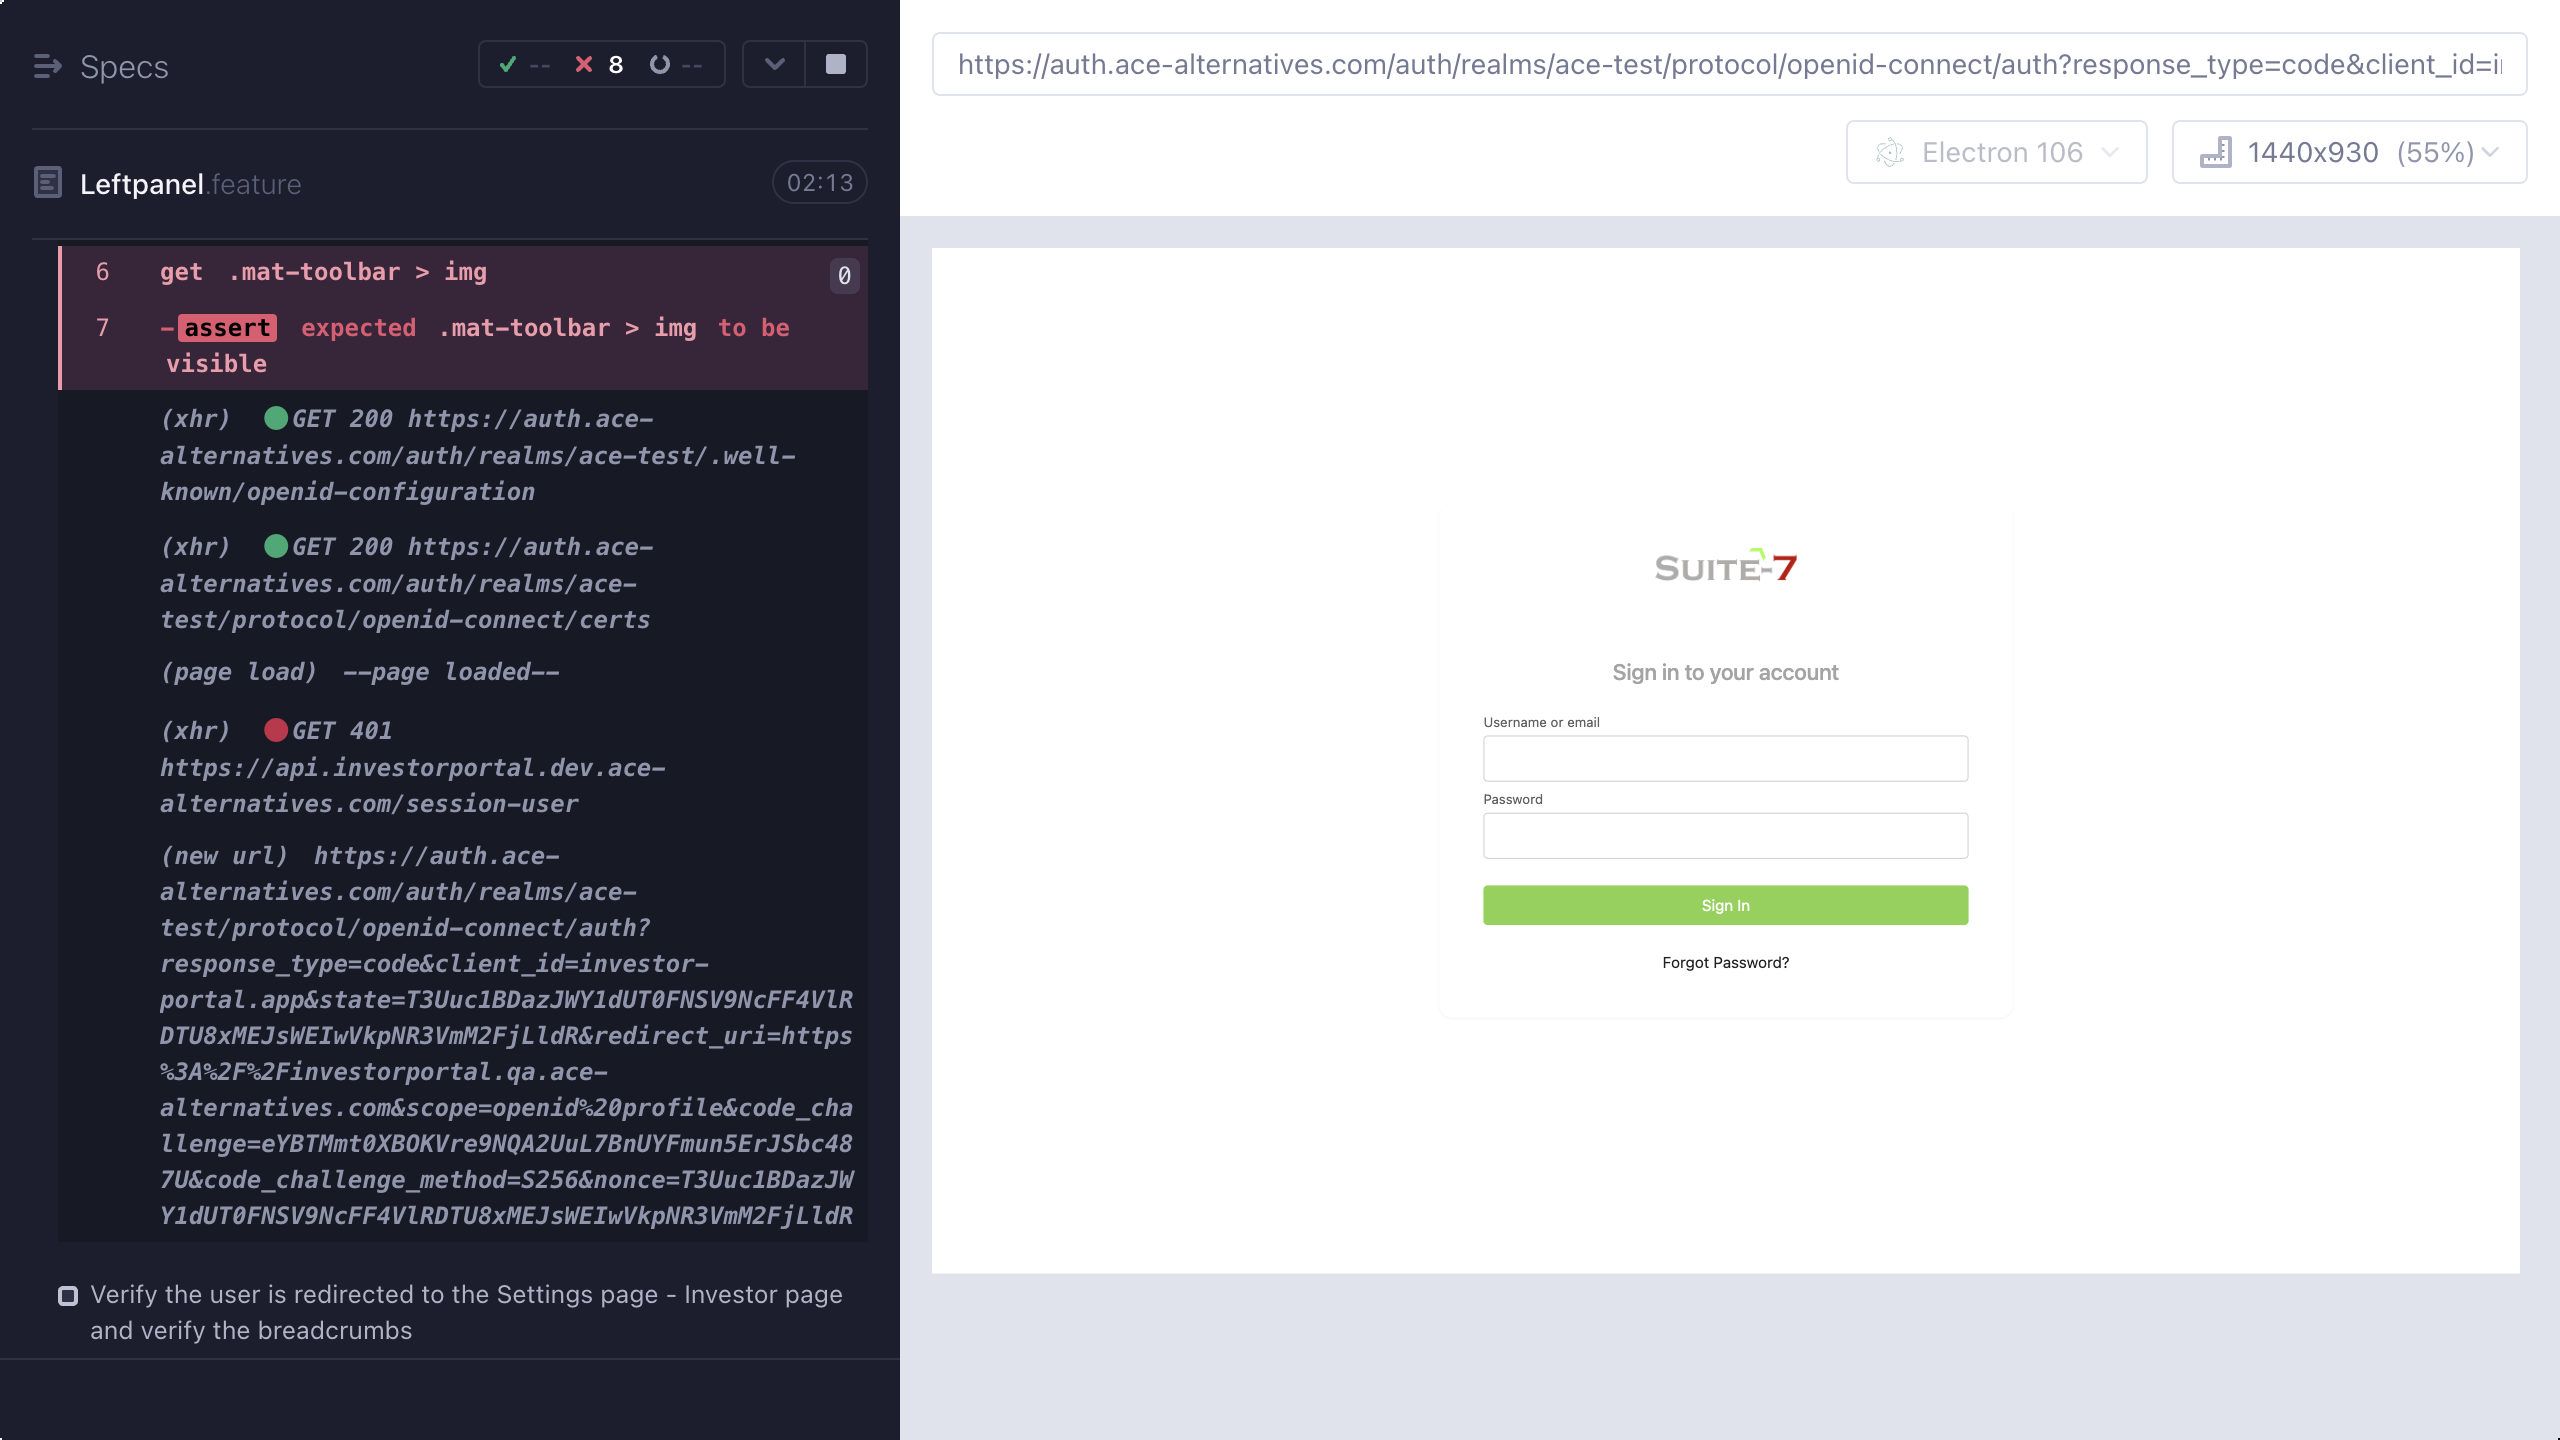 Specs
-- 8 --
Leftpanel.feature 02:13
6 get .mat-toolbar > img 0
7 -assert expected .mat-toolbar > img to be
visible
(xhr) GET 200 https://auth.ace-
alternatives.com/auth/realms/ace-test/.well-
known/openid-configuration
(xhr) GET 200 https://auth.ace-
alternatives.com/auth/realms/ace-
test/protocol/openid-connect/certs
(page load) --page loaded--
(xhr) GET 401
https://api.investorportal.dev.ace-
alternatives.com/session-user
(new url) https://auth.ace-
alternatives.com/auth/realms/ace-
test/protocol/openid-connect/auth?
response_type=code&client_id=investor-
portal.app&state=T3Uuc1BDazJWY1dUT0FNSV9NcFF4VlR
DTU8xMEJsWEIwVkpNR3VmM2FjLldR&redirect_uri=https
%3A%2F%2Finvestorportal.qa.ace-
alternatives.com&scope=openid%20profile&code_cha
llenge=eYBTMmt0XBOKVre9NQA2UuL7BnUYFmun5ErJSbc48
7U&code_challenge_method=S256&nonce=T3Uuc1BDazJW
Y1dUT0FNSV9NcFF4VlRDTU8xMEJsWEIwVkpNR3VmM2FjLldR
Verify the user is redirected to the Settings page - Investor page
and verify the breadcrumbs
https://auth.ace-alternatives.com/auth/realms/ace-test/protocol/openid-connect/auth?response_type=code&client_id=i
Electron 106
1440x930 (55%)
SUITE-7
Sign in to your account
Username or email
Password
Sign In
Forgot Password?